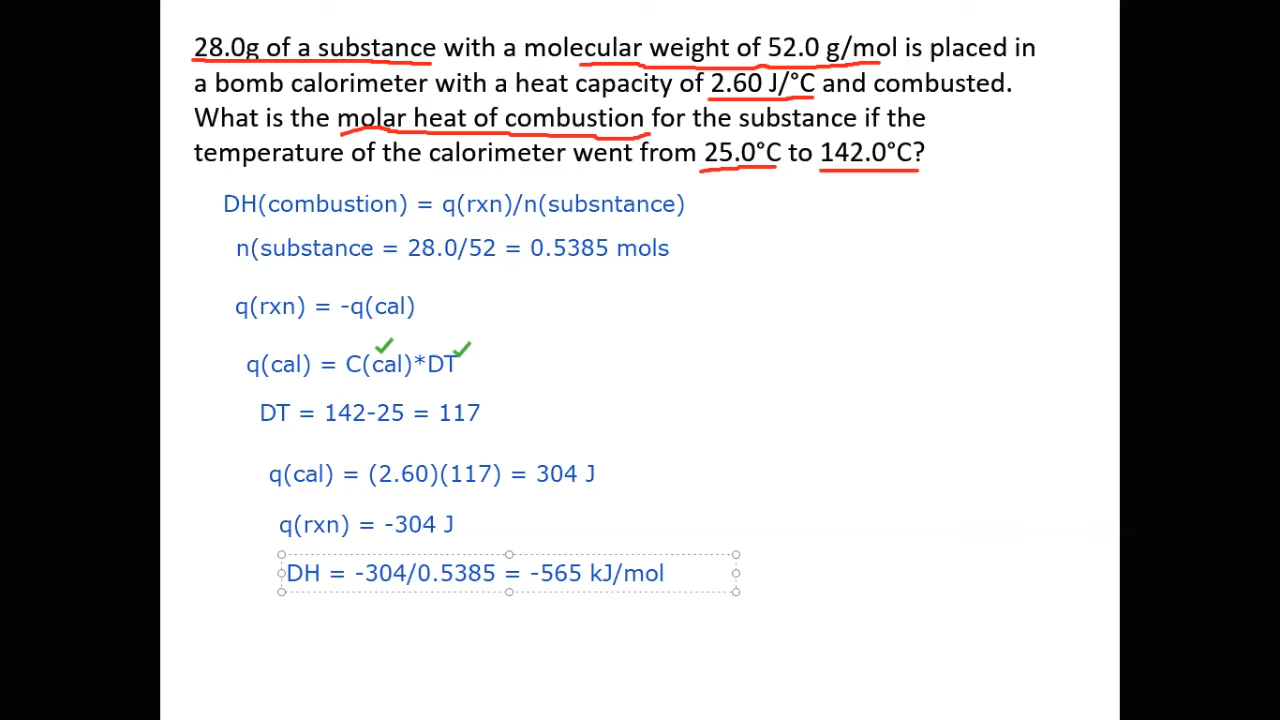 28.0g of a substance with a molecular weight of 52.0 g/mol is placed in
a bomb calorimeter with a heat capacity of 2.60 J/°C and combusted.
What is the molar heat of combustion for the substance if the
temperature of the calorimeter went from 25.0°C to 142.0°C?
DH(combustion) = q(rxn)/n(subsntance)
n(substance = 28.0/52 = 0.5385 mols
q(rxn) = -q(cal)
q(cal) = C(cal)*DT
DT = 142-25 = 117
q(cal) = (2.60)(117) = 304 J
q(rxn) = -304 J
DH = -304/0.5385 = -565 kJ/mol